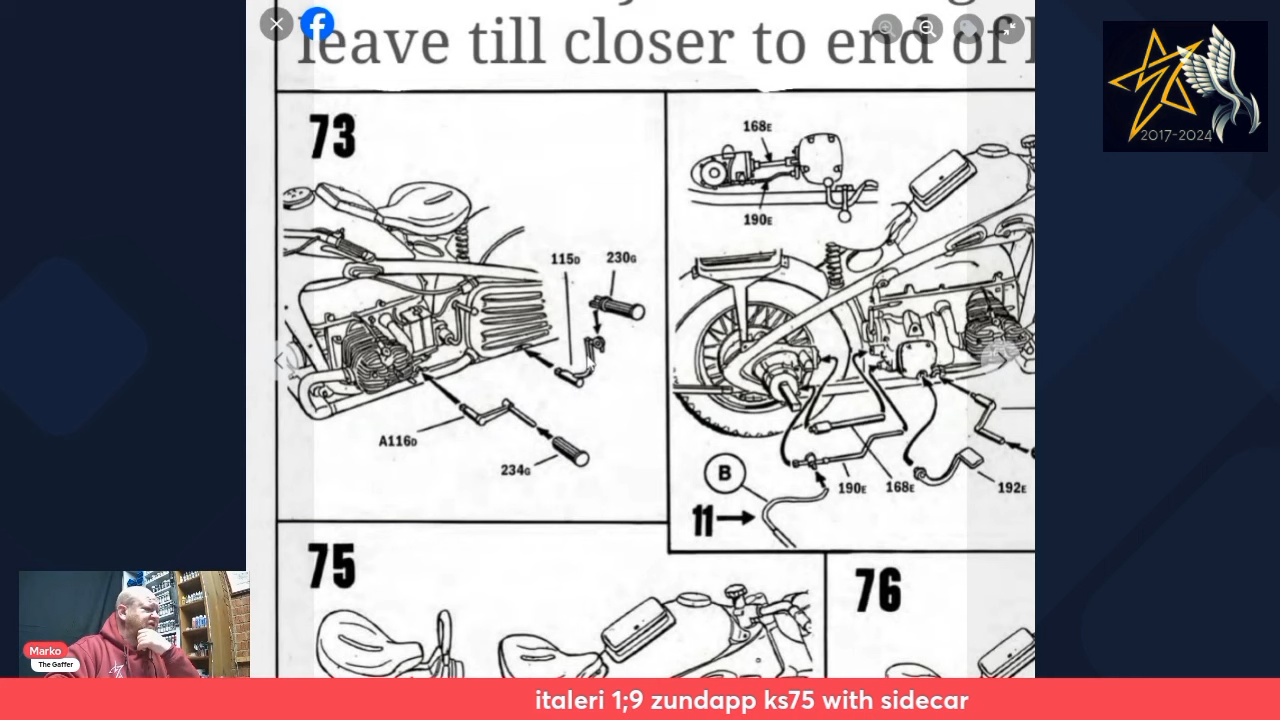 leave till closer to end of
2017-2024
73
168E
190E
115D
230G
A116D
234G
B
190E
168E
192E
11
75
76
Marko
The Gaffer
italeri 1;9 zundapp ks75 with sidecar